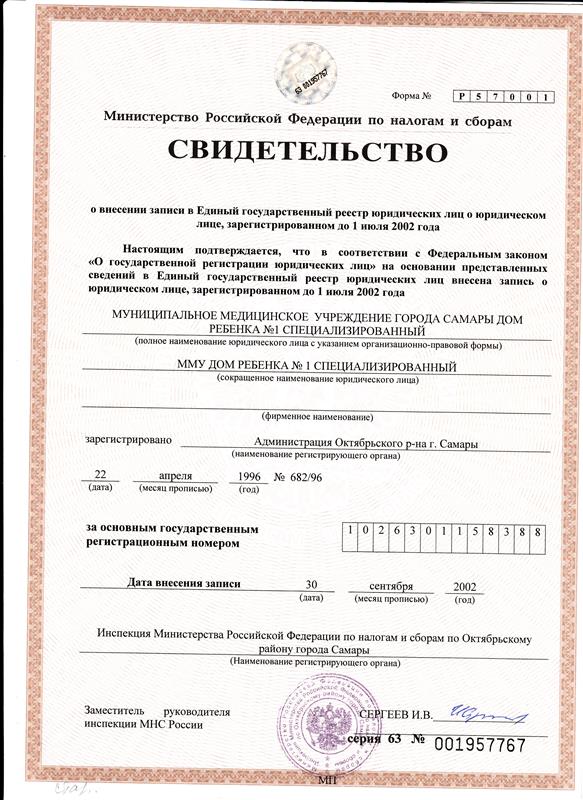 63 001957767
Форма № Р 5 7 0 0 1
Министерство Российской Федерации по налогам и сборам
СВИДЕТЕЛЬСТВО
о внесении записи в Единый государственный реестр юридических лиц о юридическом
лице, зарегистрированном до 1 июля 2002 года
Настоящим подтверждается, что в соответствии с Федеральным законом
«О государственной регистрации юридических лиц» на основании представленных
сведений в Единый государственный реестр юридических лиц внесена запись о
юридическом лице, зарегистрированном до 1 июля 2002 года
МУНИЦИПАЛЬНОЕ МЕДИЦИНСКОЕ УЧРЕЖДЕНИЕ ГОРОДА САМАРЫ ДОМ
РЕБЕНКА №1 СПЕЦИАЛИЗИРОВАННЫЙ
(полное наименование юридического лица с указанием организационно-правовой формы)
ММУ ДОМ РЕБЕНКА № 1 СПЕЦИАЛИЗИРОВАННЫЙ
(сокращенное наименование юридического лица)
(фирменное наименование)
зарегистрировано Администрация Октябрьского р-на г. Самары
(наименование регистрирующего органа)
22 апреля 1996 № 682/96
(дата) (месяц прописью) (год)
за основным государственным
регистрационным номером 1 0 2 6 3 0 1 1 5 8 3 8 8
Дата внесения записи 30 сентября 2002
(дата) (месяц прописью) (год)
Инспекция Министерства Российской Федерации по налогам и сборам по Октябрьскому
району города Самары
(Наименование регистрирующего органа)
Заместитель руководителя
инспекции МНС России СЕРГЕЕВ И.В.
серия 63 № 001957767
МП